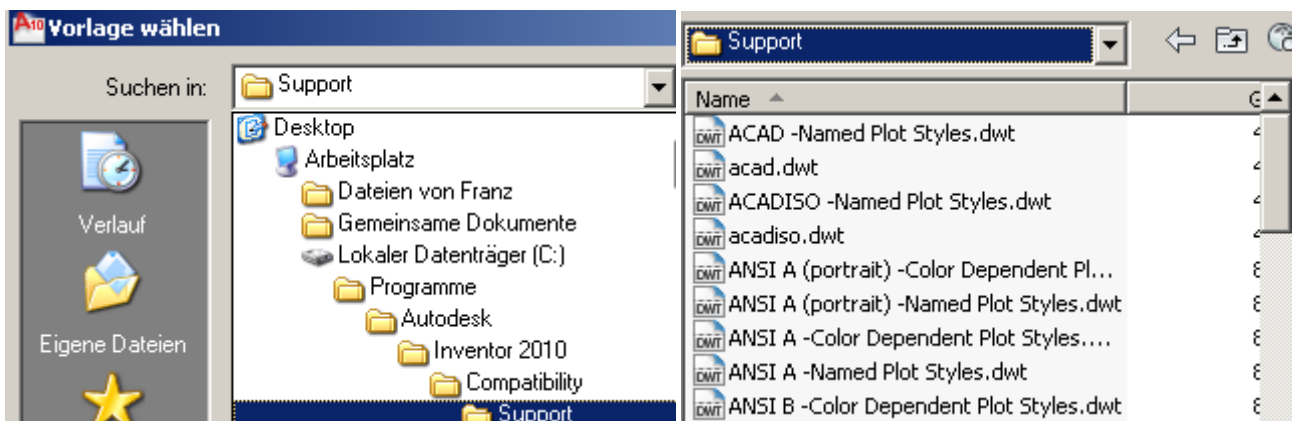 Vorlage wählen
Suchen in:
Support
Desktop
Arbeitsplatz
Dateien von Franz
Gemeinsame Dokumente
Lokaler Datenträger (C:)
Programme
Autodesk
Inventor 2010
Compatibility
Support
Verlauf
Eigene Dateien
Support
Name
ACAD -Named Plot Styles.dwt
acad.dwt
ACADISO -Named Plot Styles.dwt
acadiso.dwt
ANSI A (portrait) -Color Dependent Pl...
ANSI A (portrait) -Named Plot Styles.dwt
ANSI A -Color Dependent Plot Styles....
ANSI A -Named Plot Styles.dwt
ANSI B -Color Dependent Plot Styles.dwt